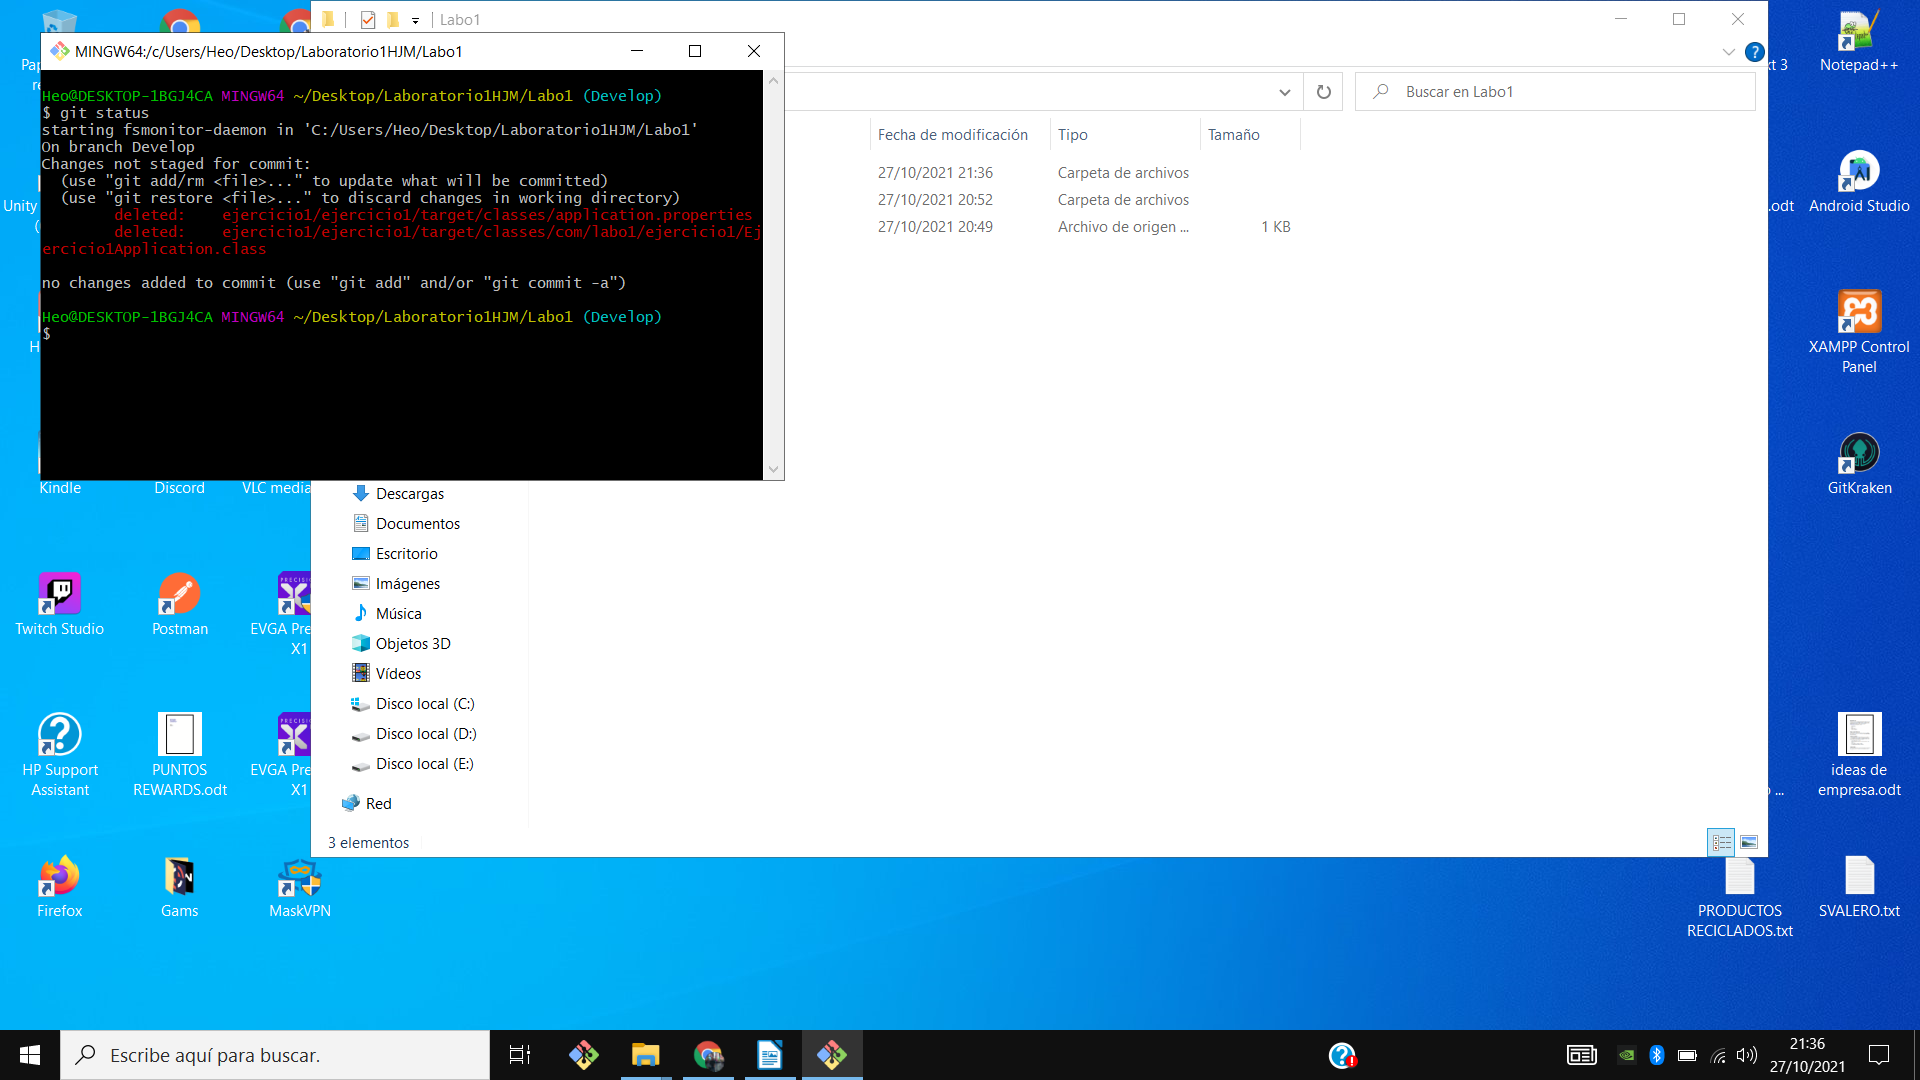 Labo1
MINGW64:/c/Users/Heo/Desktop/Laboratorio1HJM/Labo1
Heo@DESKTOP-1BGJ4CA MINGW64 ~/Desktop/Laboratorio1HJM/Labo1 (Develop)
$ git status
starting fsmonitor-daemon in 'C:/Users/Heo/Desktop/Laboratorio1HJM/Labo1'
On branch Develop
Changes not staged for commit:
  (use "git add/rm <file>..." to update what will be committed)
  (use "git restore <file>..." to discard changes in working directory)
        deleted:    ejercicio1/ejercicio1/target/classes/application.properties
        deleted:    ejercicio1/ejercicio1/target/classes/com/labo1/ejercicio1/Ej
ercicio1Application.class
no changes added to commit (use "git add" and/or "git commit -a")
Heo@DESKTOP-1BGJ4CA MINGW64 ~/Desktop/Laboratorio1HJM/Labo1 (Develop)
$
Buscar en Labo1
Fecha de modificación Tipo Tamaño
27/10/2021 21:36 Carpeta de archivos
27/10/2021 20:52 Carpeta de archivos
27/10/2021 20:49 Archivo de origen ... 1 KB
Descargas
Documentos
Escritorio
Imágenes
Música
Objetos 3D
Vídeos
Disco local (C:)
Disco local (D:)
Disco local (E:)
Red
3 elementos
Pap
re
Unity
(
H
Kindle
Discord
VLC media
Twitch Studio
Postman
PRECISI
EVGA Pre
X1
HP Support
Assistant
PUNTOS
REWARDS.odt
PRECISI
EVGA Pre
X1
Firefox
Gams
MaskVPN
xt 3
Notepad++
.odt
Android Studio
XAMPP Control
Panel
GitKraken
ideas de
empresa.odt
o ...
PRODUCTOS
RECICLADOS.txt
SVALERO.txt
Escribe aquí para buscar.
21:36
27/10/2021